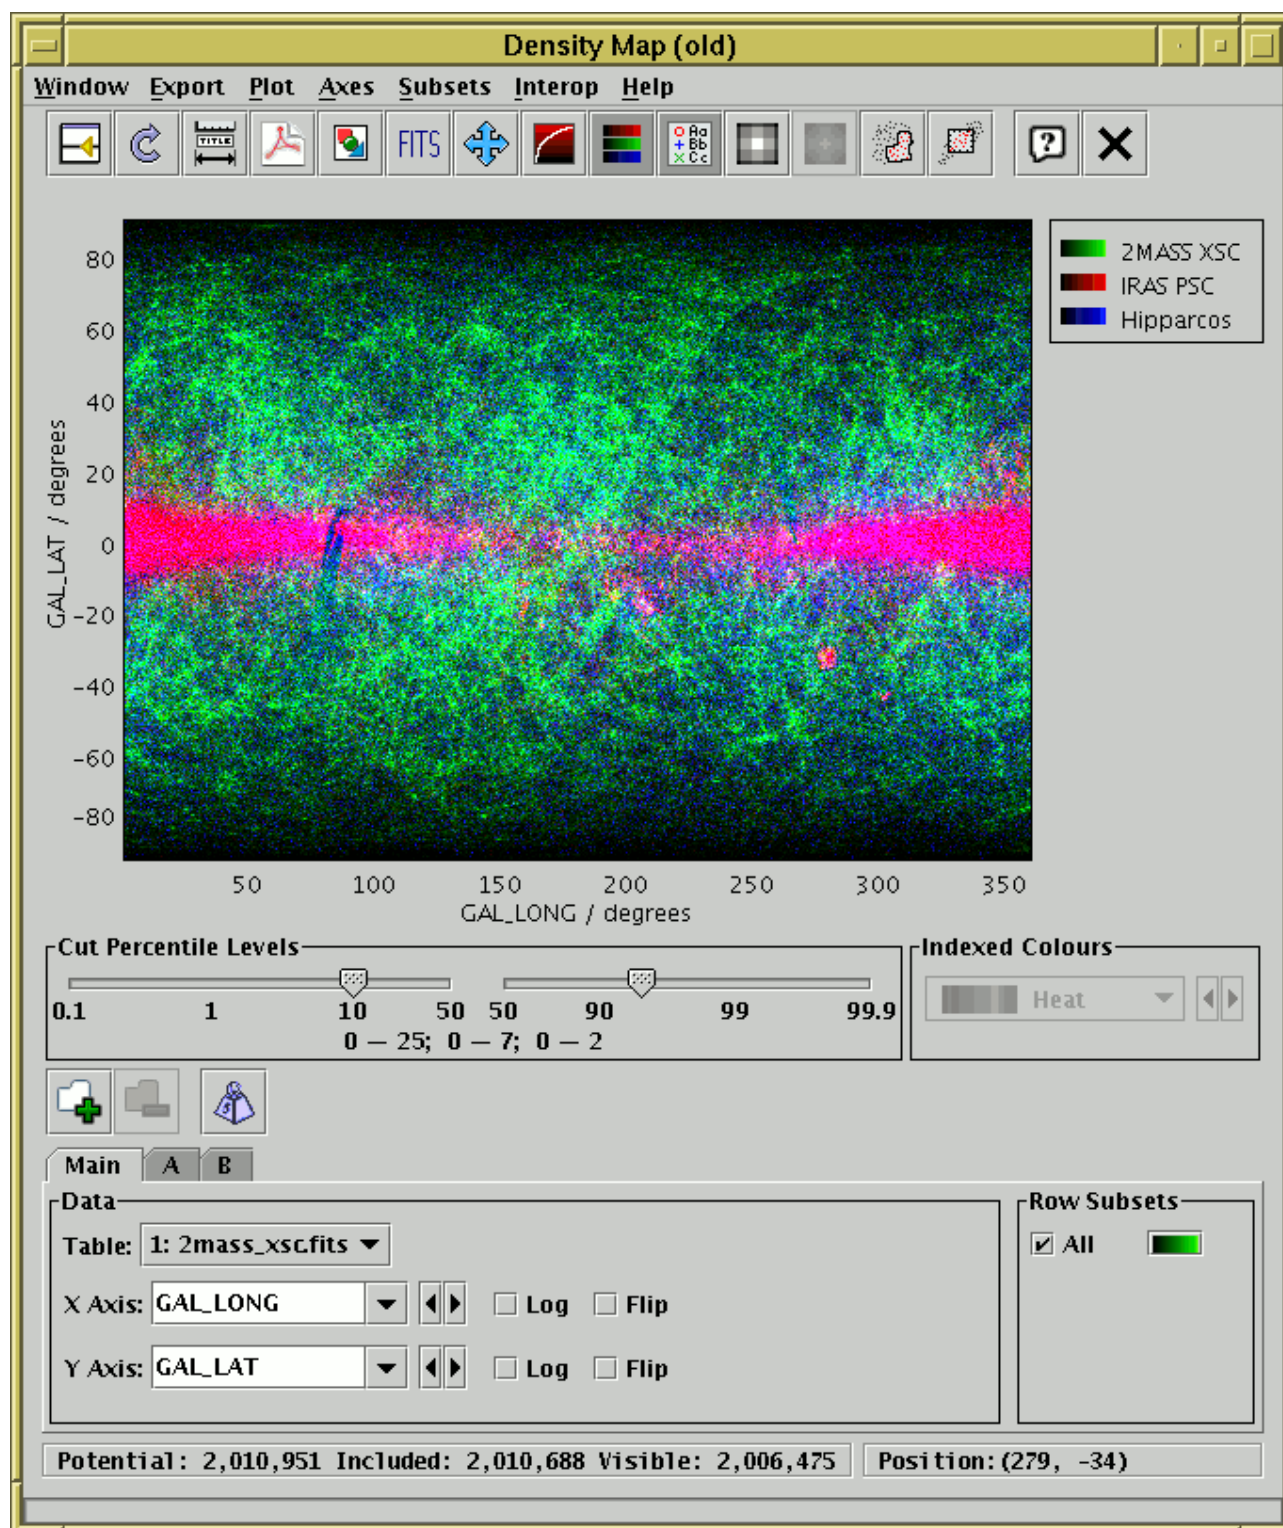 Density Map (old)
Window Export Plot Axes Subsets Interop Help
TITLE FITS Aa Bb Cc ?
2MASS XSC
IRAS PSC
Hipparcos
80
60
40
20
0
-20
-40
-60
-80
GAL_LAT / degrees
50 100 150 200 250 300 350
GAL_LONG / degrees
Cut Percentile Levels
0.1 1 10 50 50 90 99 99.9
0 — 25; 0 — 7; 0 — 2
Indexed Colours
Heat
Main A B
Data
Table: 1: 2mass_xsc.fits
X Axis: GAL_LONG Log Flip
Y Axis: GAL_LAT Log Flip
Row Subsets
All
Potential: 2,010,951 Included: 2,010,688 Visible: 2,006,475 Position:(279, -34)